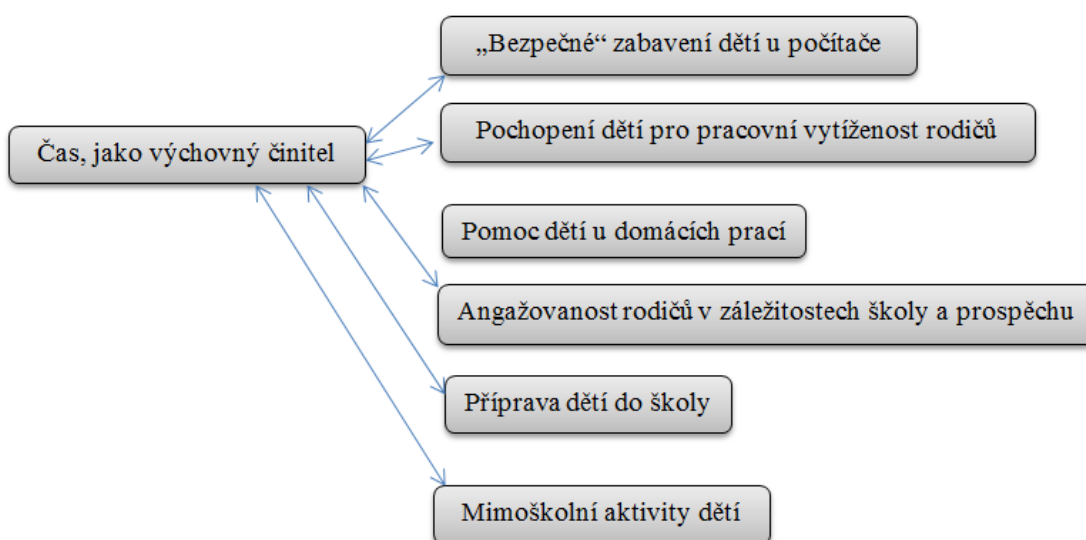 „Bezpečné“ zabavení dětí u počítače
Pochopení dětí pro pracovní vytíženost rodičů
Čas, jako výchovný činitel
Pomoc dětí u domácích prací
Angažovanost rodičů v záležitostech školy a prospěchu
Příprava dětí do školy
Mimoškolní aktivity dětí